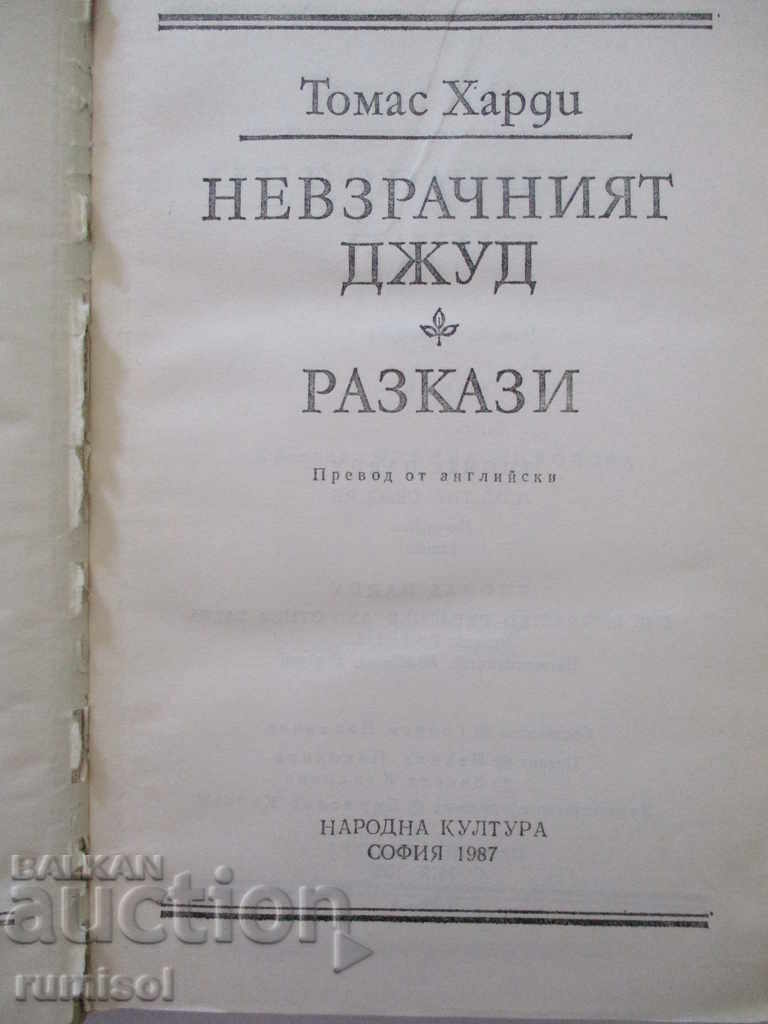 Томас Харди
НЕВЗРАЧНИЯТ
ДЖУД
РАЗКАЗИ
Превод от английски
НАРОДНА КУЛТУРА
СОФИЯ 1987
BALKAN
auction
rumisol